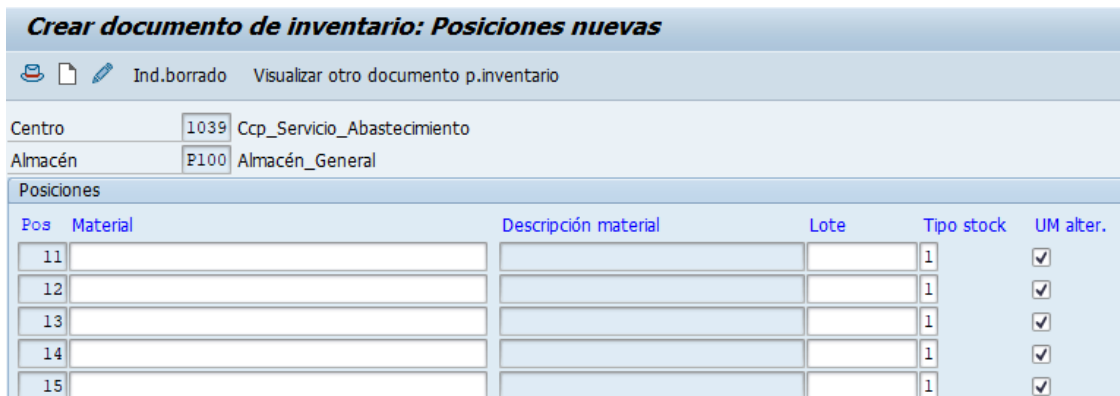 Crear documento de inventario: Posiciones nuevas
Ind.borrado Visualizar otro documento p.inventario
Centro 1039 Ccp_Servicio_Abastecimiento
Almacén P100 Almacén_General
Posiciones
Pos Material Descripción material Lote Tipo stock UM alter.
11 1
12 1
13 1
14 1
15 1